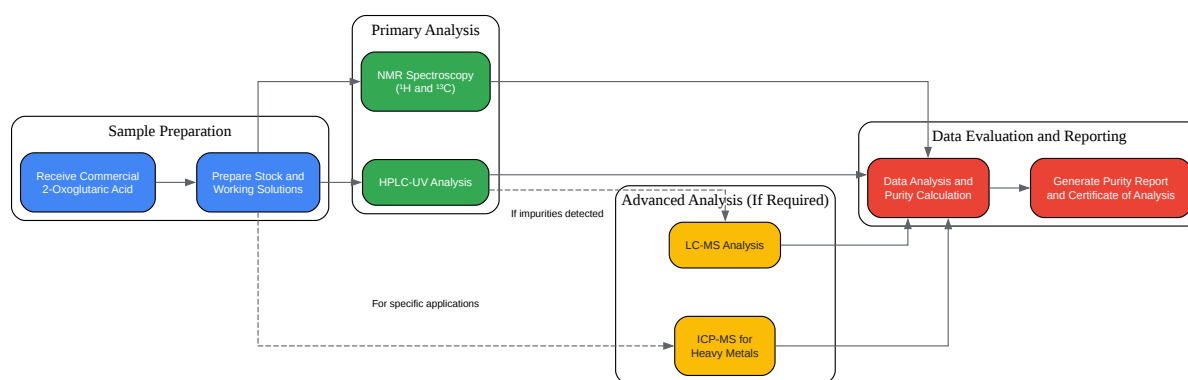 Primary Analysis
NMR Spectroscopy
(¹H and ¹³C)
HPLC-UV Analysis
Sample Preparation
Receive Commercial
2-Oxoglutaric Acid
Prepare Stock and
Working Solutions
If impurities detected
For specific applications
Advanced Analysis (If Required)
LC-MS Analysis
ICP-MS for
Heavy Metals
Data Evaluation and Reporting
Data Analysis and
Purity Calculation
Generate Purity Report
and Certificate of Analysis